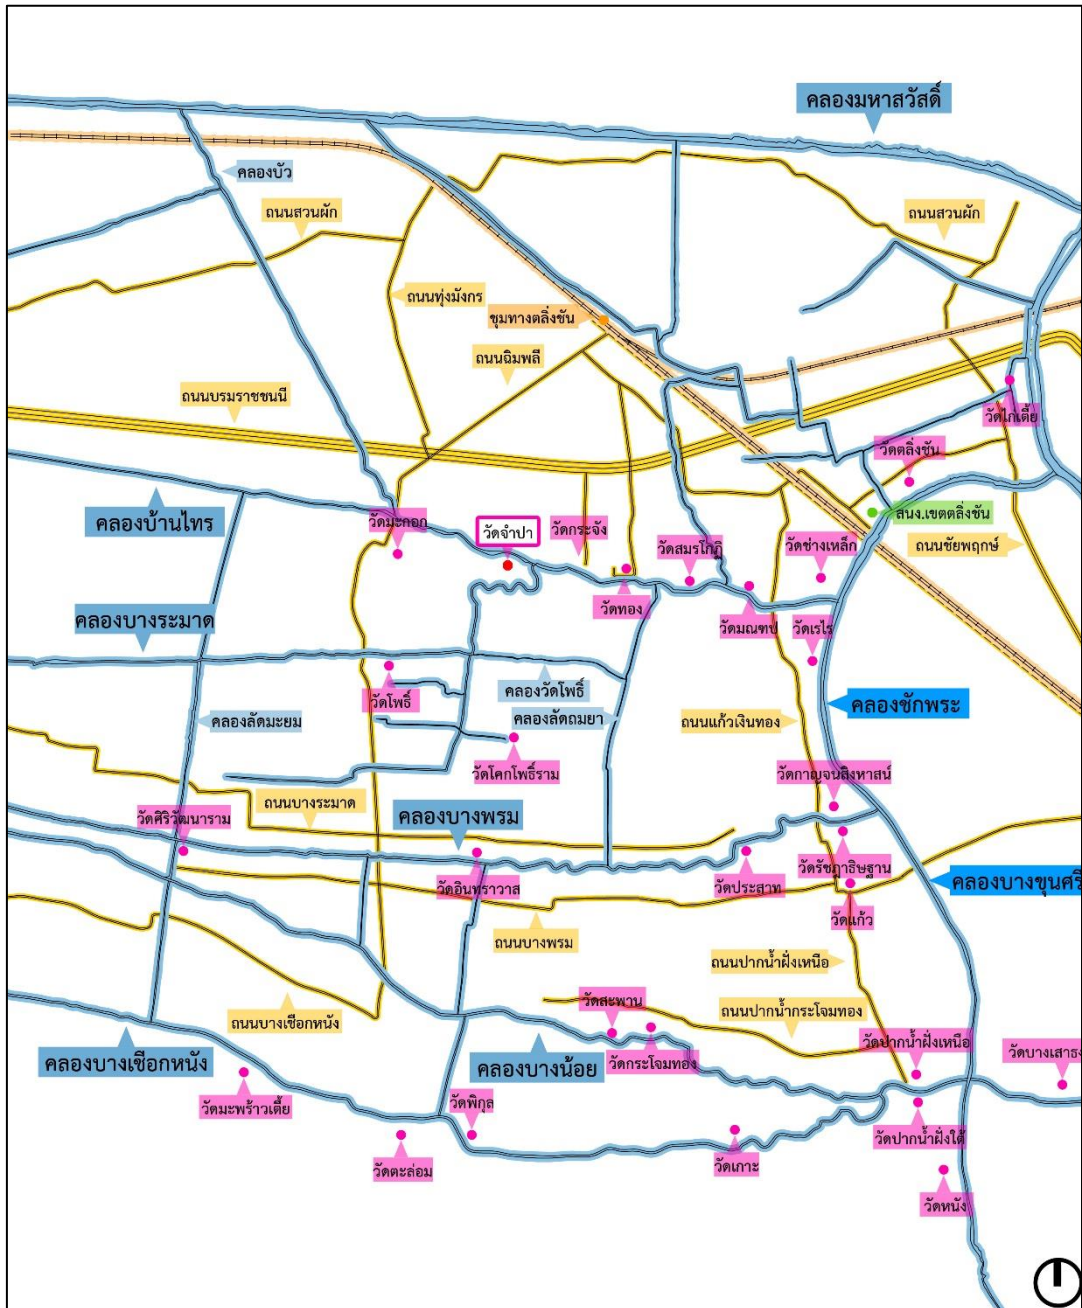 คลองมหาสวัสดิ์
คลองบัว
ถนนสวนผัก
ถนนสวนผัก
ถนนทุ่งมังกร
ชุมทางตลิ่งชัน
ถนนฉิมพลี
ถนนบรมราชชนนี
วัดไก่เตี้ย
วัดตลิ่งชัน
คลองบ้านไทร
วัดมะกอก
วัดจำปา
วัดกระจัง
สนง.เขตตลิ่งชัน
วัดช่างเหล็ก
ถนนชัยพฤกษ์
วัดสมรโกฏิ
วัดทอง
คลองบางระมาด
วัดมณฑป
วัดเรไร
วัดโพธิ์
คลองวัดโพธิ์
คลองลัดมะยม
คลองลัดถมยา
ถนนแก้วเงินทอง
คลองชักพระ
วัดโคกโพธิ์ราม
วัดกาญจนสิงหาสน์
ถนนบางระมาด
วัดศิริวัฒนาราม
คลองบางพรม
วัดอินทราวาส
วัดประสาท
วัดรัชฎาธิษฐาน
คลองบางขุนศรี
วัดแก้ว
ถนนบางพรม
ถนนปากน้ำฝั่งเหนือ
วัดสะพาน
ถนนปากน้ำกระโจมทอง
ถนนบางเชือกหนัง
คลองบางเชือกหนัง
คลองบางน้อย
วัดกระโจมทอง
วัดปากน้ำฝั่งเหนือ
วัดบางเสาธง
วัดมะพร้าวเตี้ย
วัดพิกุล
วัดปากน้ำฝั่งใต้
วัดตะล่อม
วัดเกาะ
วัดหนัง